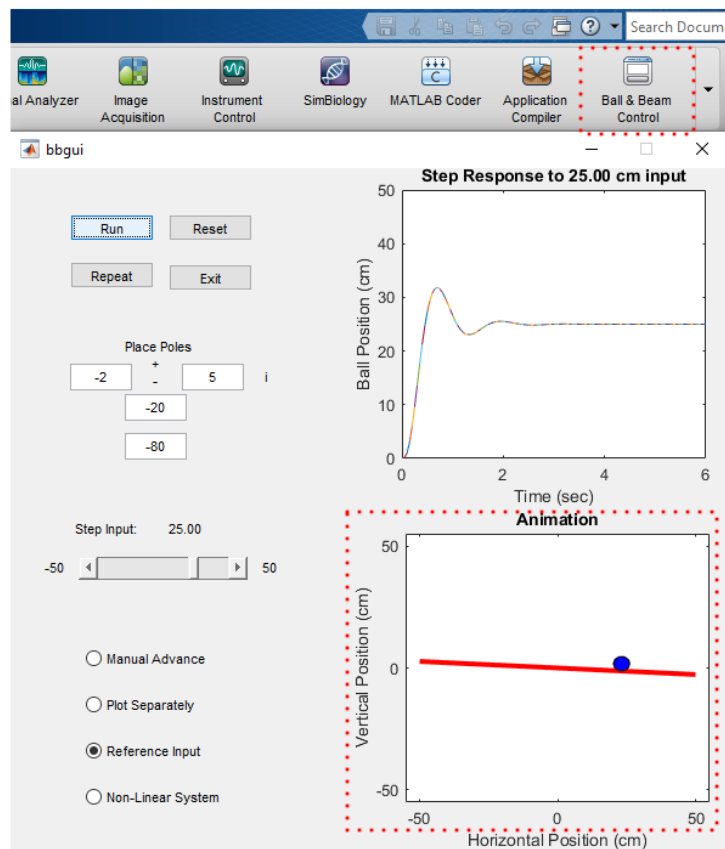 Search Docum
al Analyzer
Image Acquisition
Instrument Control
SimBiology
MATLAB Coder
Application Compiler
Ball & Beam Control
C
bbgui
Run
Reset
Repeat
Exit
Place Poles
-2
+
-
5
i
-20
-80
Step Input: 25.00
-50
50
Manual Advance
Plot Separately
Reference Input
Non-Linear System
Step Response to 25.00 cm input
Ball Position (cm)
50
40
30
20
10
0
0 2 4 6
Time (sec)
Animation
Vertical Position (cm)
50
0
-50
-50 0 50
Horizontal Position (cm)